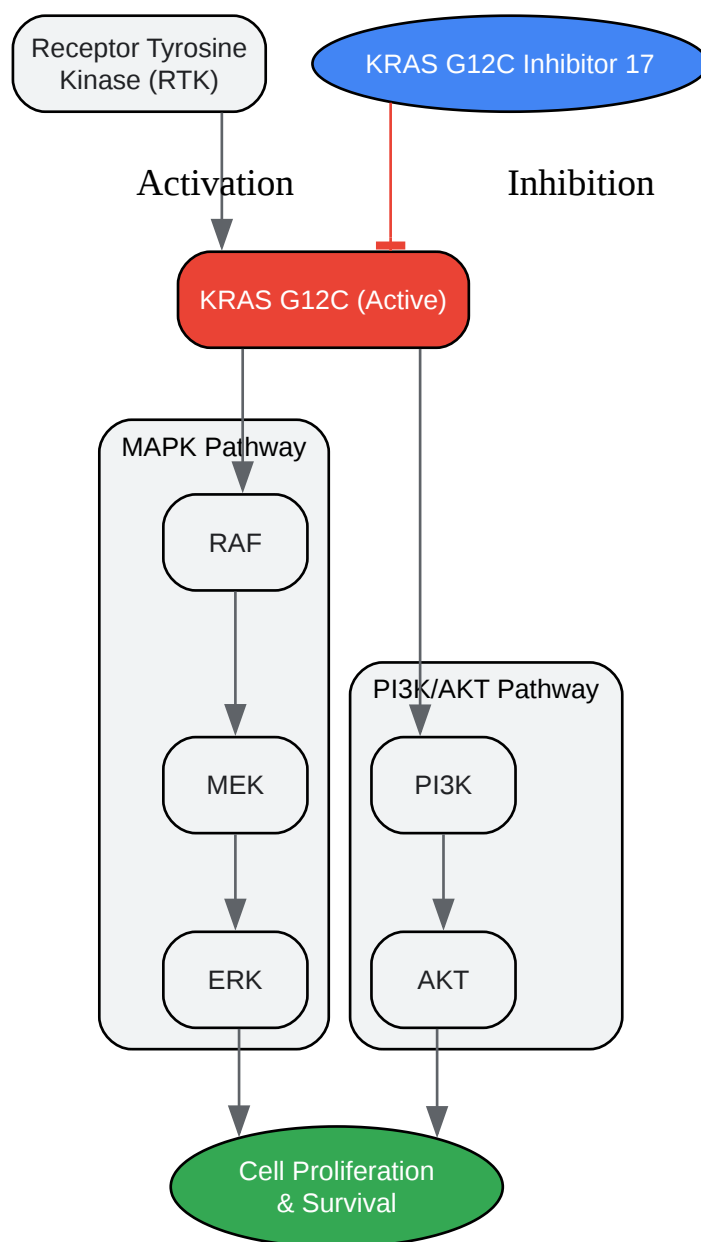 Receptor Tyrosine
Kinase (RTK)
KRAS G12C Inhibitor 17
Activation
Inhibition
KRAS G12C (Active)
MAPK Pathway
RAF
PI3K/AKT Pathway
MEK
PI3K
ERK
AKT
Cell Proliferation
& Survival